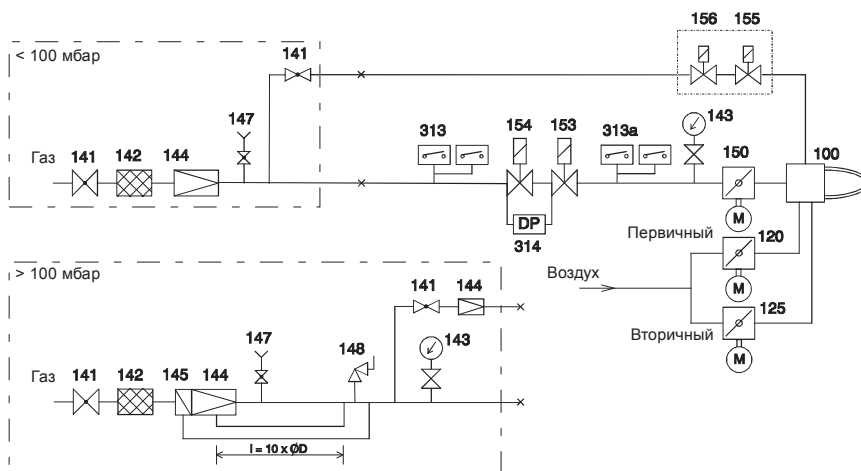 < 100 мбар
141
156
155
147
143
Газ
141
142
144
313
154
153
313a
150
100
DP
314
M
Первичный
120
M
Воздух
125
Вторичный
M
> 100 мбар
141
144
147
148
143
Газ
141
142
145
144
l = 10 x ØD